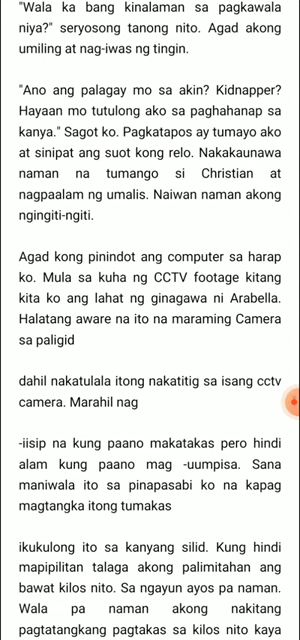 "Wala ka bang kinalaman sa pagkawala
niya?" seryosong tanong nito. Agad akong
umiling at nag-iwas ng tingin.
"Ano ang palagay mo sa akin? Kidnapper?
Hayaan mo tutulong ako sa paghahanap sa
kanya." Sagot ko. Pagkatapos ay tumayo ako
at sinipat ang suot kong relo. Nakakaunawa
naman na tumango si Christian at
nagpaalam ng umalis. Naiwan naman akong
ngingiti-ngiti.
Agad kong pinindot ang computer sa harap
ko. Mula sa kuha ng CCTV footage kitang
kita ko ang lahat ng ginagawa ni Arabella.
Halatang aware na ito na maraming Camera
sa paligid
dahil nakatulala itong nakatitig sa isang cctv
camera. Marahil nag
-iisip na kung paano makatakas pero hindi
alam kung paano mag -uumpisa. Sana
maniwala ito sa pinapasabi ko na kapag
magtangka itong tumakas
ikukulong ito sa kanyang silid. Kung hindi
mapipilitan talaga akong palimitahan ang
bawat kilos nito. Sa ngayun ayos pa naman.
Wala pa naman akong nakitang
pagtatangkang pagtakas sa kilos nito kaya